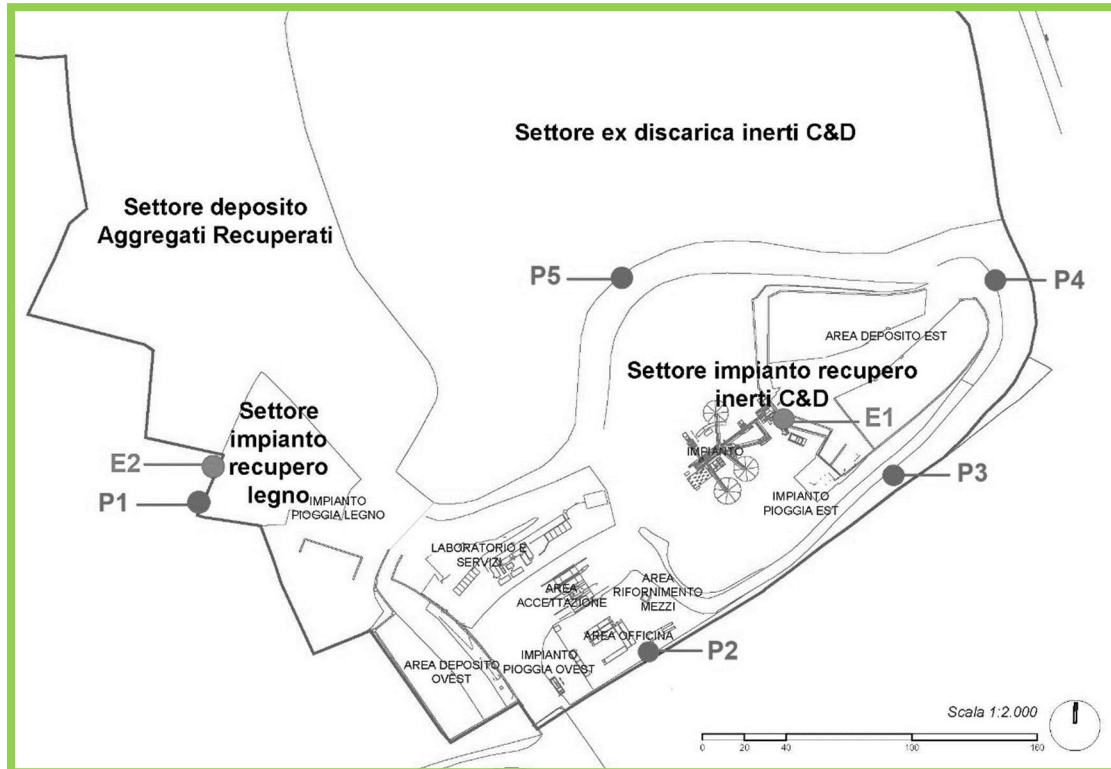 Settore ex discarica inerti C&D
Settore deposito
Aggregati Recuperati
P5
P4
AREA DEPOSITO EST
Settore impianto recupero
inerti C&D
E1
IMPIANTO
Settore
impianto
recupero
legno
E2
P1
IMPIANTO
PIOGGIA LEGNO
P3
IMPIANTO
PIOGGIA EST
LABORATORIO E
SERVIZI
AREA
ACCETTAZIONE
AREA
RIFORNIMENTO
MEZZI
AREA OFFICINA
P2
IMPIANTO
PIOGGIA OVEST
AREA DEPOSITO
OVEST
Scala 1:2.000
0 20 40 100 160